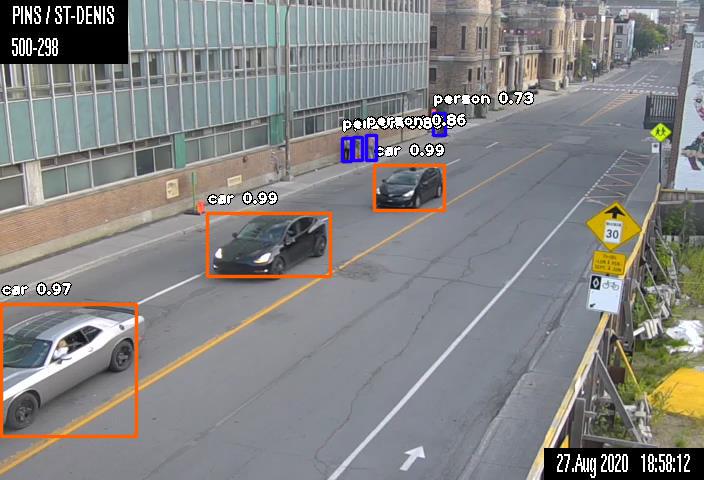 PINS / ST-DENIS
500-298
person 0.73
person 0.86
car 0.99
car 0.99
car 0.97
MAXIMUM
30
27.Aug 2020 18:58:12